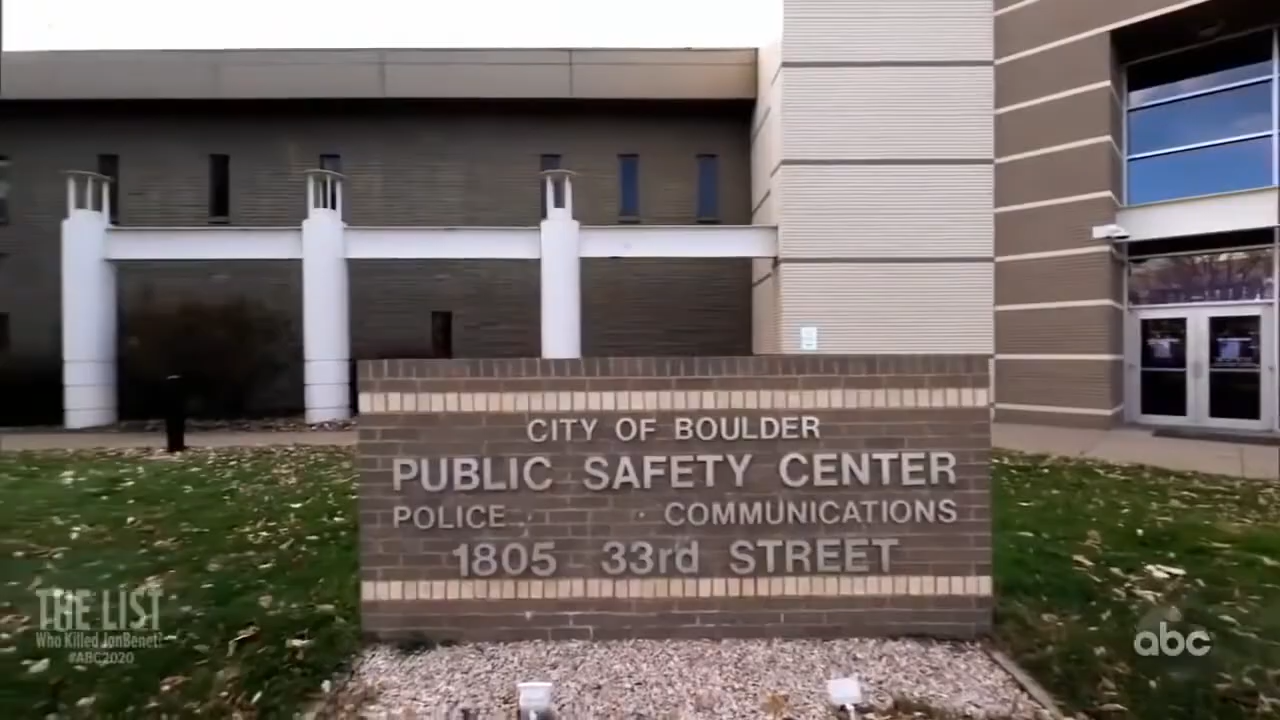 CITY OF BOULDER
PUBLIC SAFETY CENTER
POLICE · · COMMUNICATIONS
1805 33rd STREET
THE LIST
Who Killed JonBenet?
#ABC2020
abc